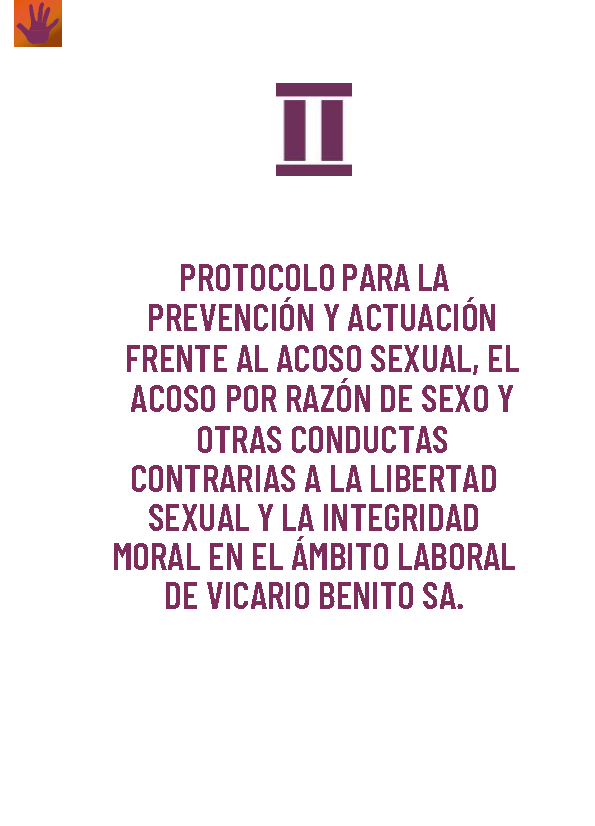 II
PROTOCOLO PARA LA
PREVENCIÓN Y ACTUACIÓN
FRENTE AL ACOSO SEXUAL, EL
ACOSO POR RAZÓN DE SEXO Y
OTRAS CONDUCTAS
CONTRARIAS A LA LIBERTAD
SEXUAL Y LA INTEGRIDAD
MORAL EN EL ÁMBITO LABORAL
DE VICARIO BENITO SA.